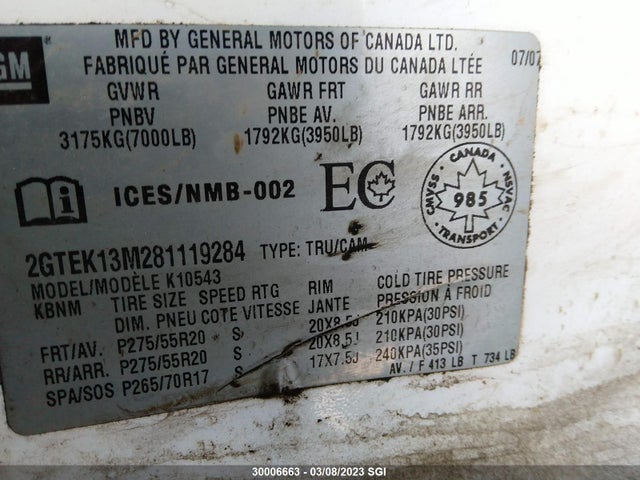 GM
MFD BY GENERAL MOTORS OF CANADA LTD.
07/07
FABRIQUÉ PAR GENERAL MOTORS DU CANADA LTÉE
GVWR GAWR FRT GAWR RR
PNBV PNBE AV. PNBE ARR.
3175KG(7000LB) 1792KG(3950LB) 1792KG(3950LB)
i ICES/NMB-002 EC
CANADA
CMVSS 985 NSVAC
TRANSPORT
2GTEK13M281119284 TYPE: TRU/CAM
MODEL/MODÈLE K10543
KBNM TIRE SIZE SPEED RTG RIM COLD TIRE PRESSURE
DIM. PNEU COTE VITESSE JANTE PRESSION À FROID
FRT/AV. P275/55R20 S 20X8.5J 210KPA(30PSI)
RR/ARR. P275/55R20 S 20X8.5J 210KPA(30PSI)
SPA/SOS P265/70R17 S 17X7.5J 240KPA(35PSI)
AV./F 413 LB T 734 LB
30006663 — 03/08/2023 SGI